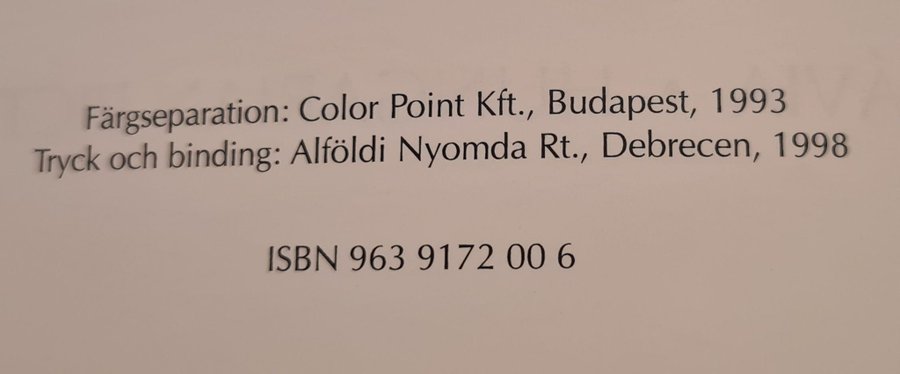 Färgseparation: Color Point Kft., Budapest, 1993
Tryck och binding: Alföldi Nyomda Rt., Debrecen, 1998
ISBN 963 9172 00 6